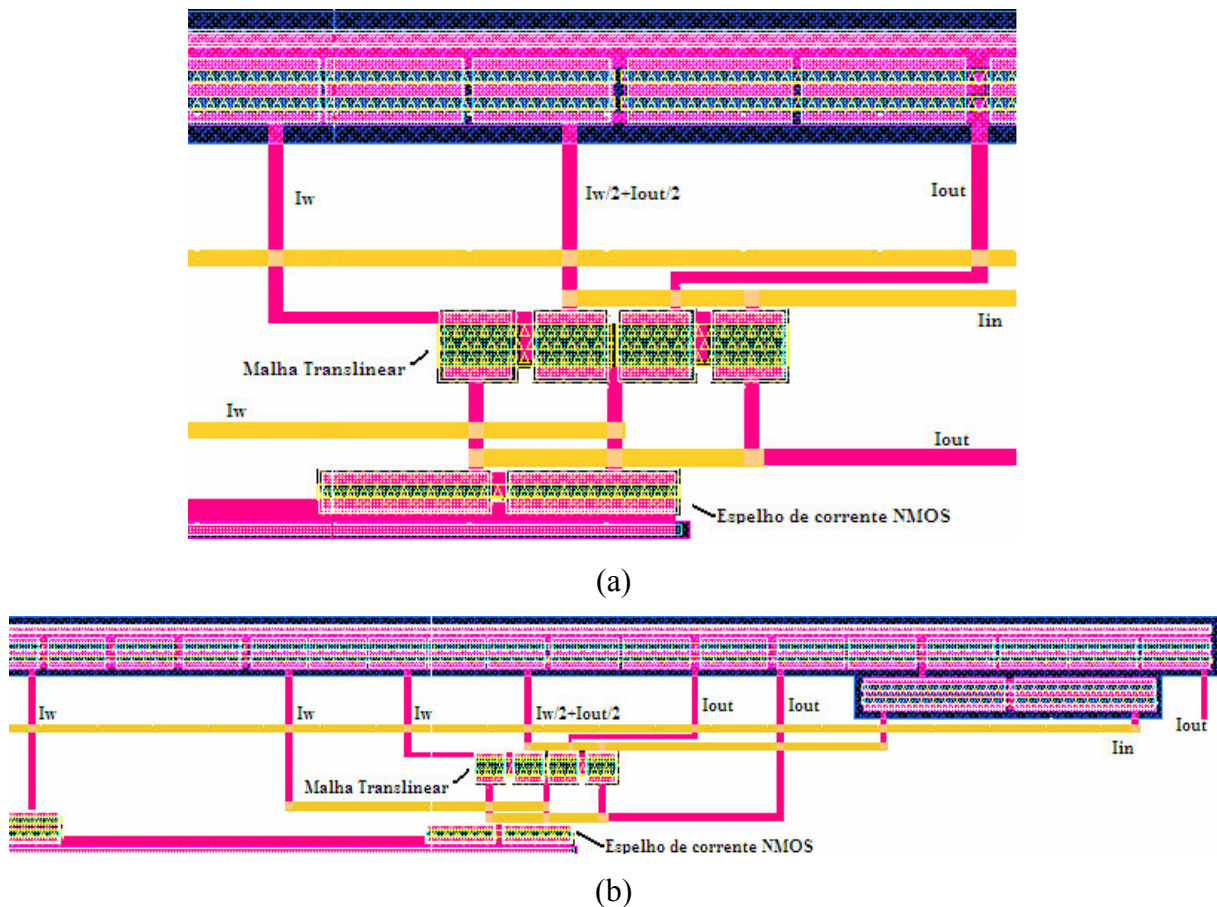 Iw
Iw/2+Iout/2
Iout
Iin
Malha Translinear
Iw
Iout
Espelho de corrente NMOS
(a)
Iw
Iw
Iw
Iw/2+Iout/2
Iout
Iout
Iout
Iin
Malha Translinear
Espelho de corrente NMOS
(b)